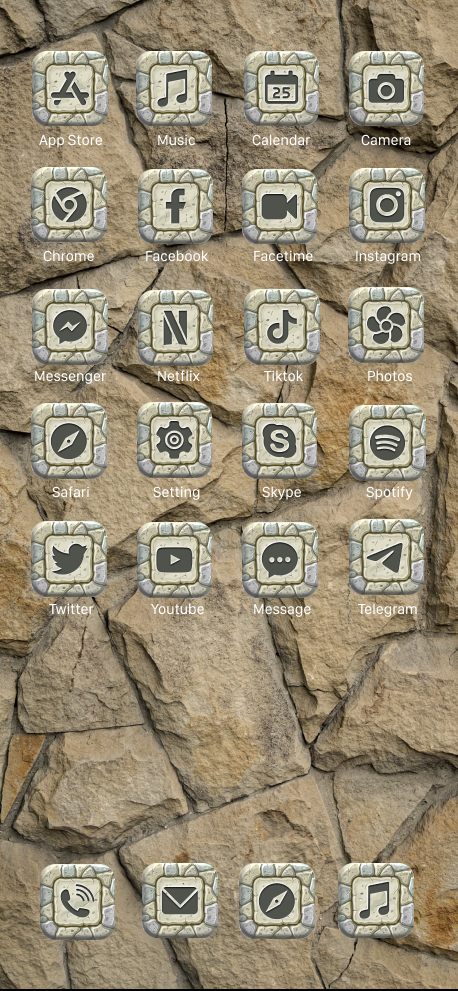 App Store Music Calendar Camera
25
Chrome Facebook Facetime Instagram
Messenger Netflix Tiktok Photos
Safari Setting Skype Spotify
Twitter Youtube Message Telegram